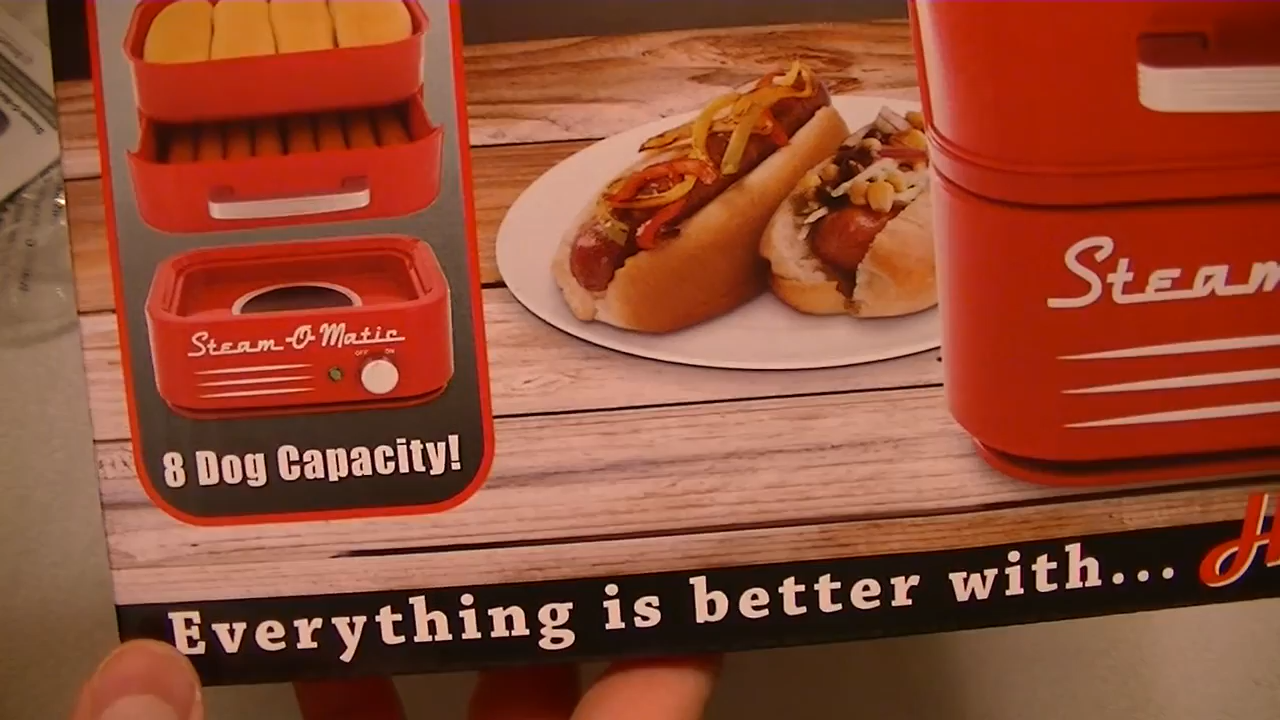 Steam-O-Matic
OFF ON
8 Dog Capacity!
Steam
Everything is better with... H